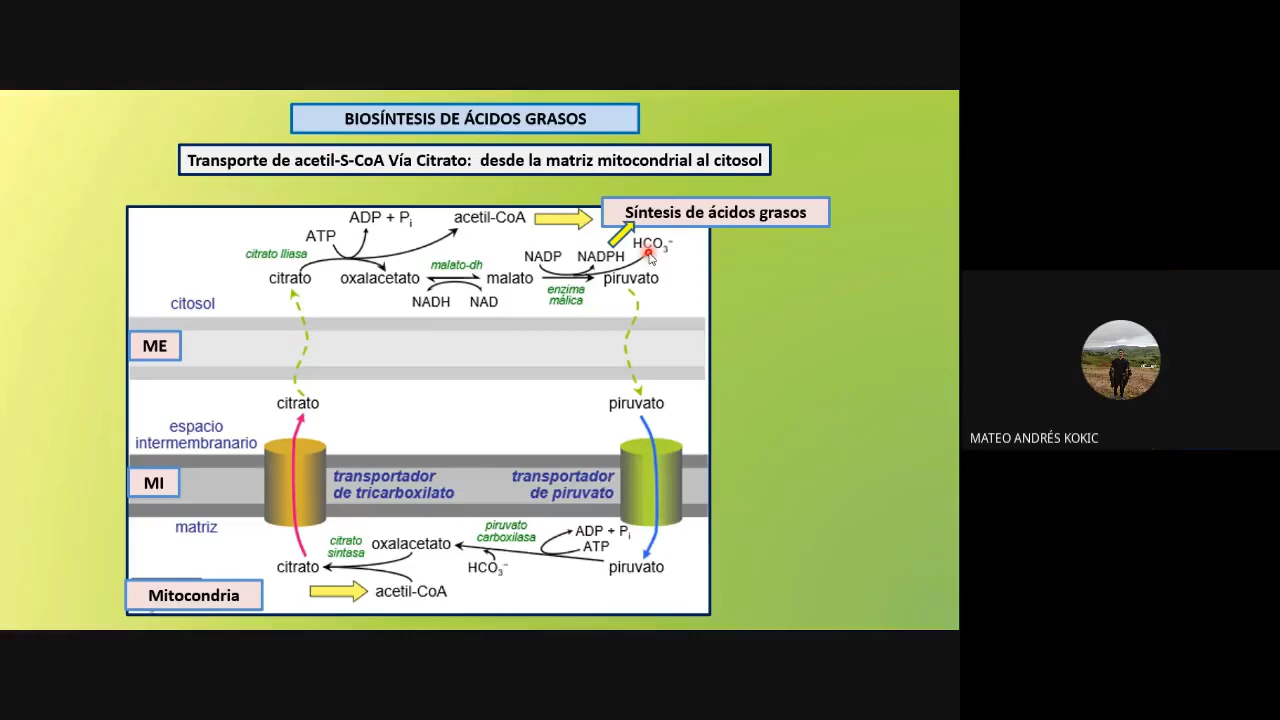 BIOSÍNTESIS DE ÁCIDOS GRASOS
Transporte de acetil-S-CoA Vía Citrato: desde la matriz mitocondrial al citosol
Síntesis de ácidos grasos
ADP + Pi
acetil-CoA
ATP
HCO3−
citrato lliasa
NADP
NADPH
malato-dh
citrato
oxalacetato
malato
piruvato
enzima
málica
NADH
NAD
citosol
ME
citrato
piruvato
espacio
intermembranario
MI
transportador
de tricarboxilato
transportador
de piruvato
matriz
piruvato
carboxilasa
ADP + Pi
ATP
citrato
sintasa
oxalacetato
citrato
HCO3−
piruvato
Mitocondria
acetil-CoA
MATEO ANDRÉS KOKIC